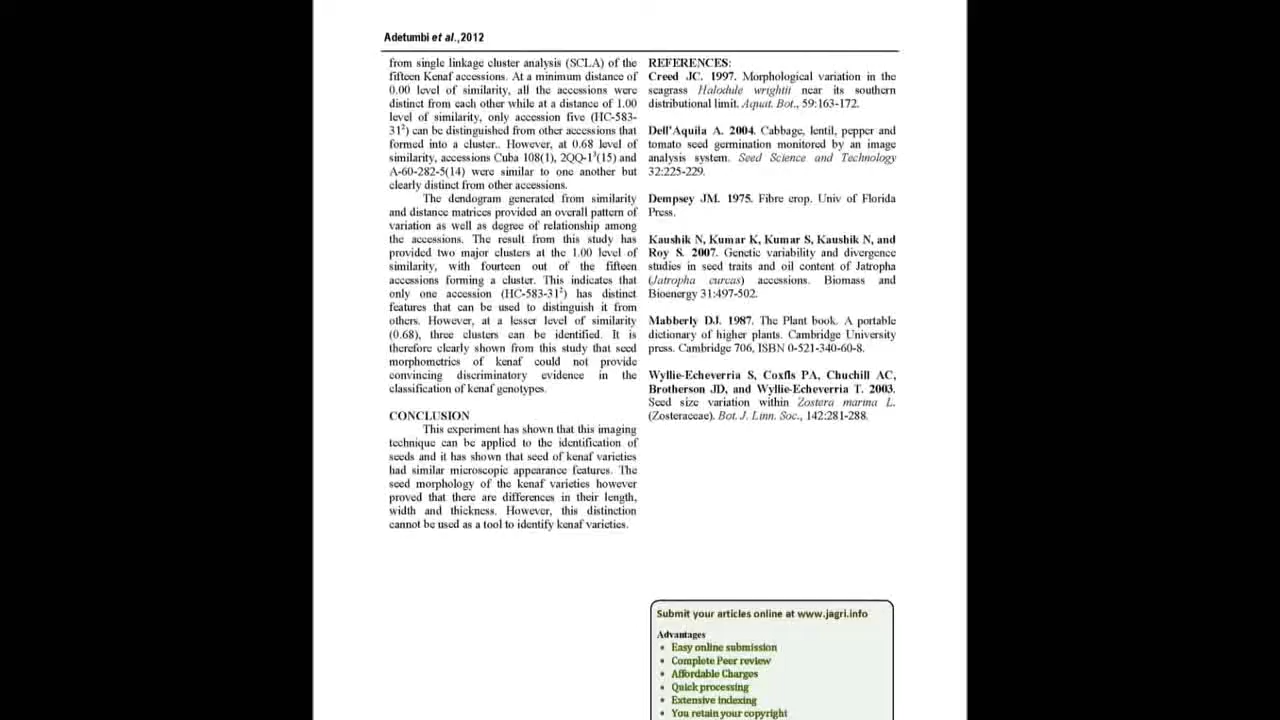 Adetumbi et al.,2012
from single linkage cluster analysis (SCLA) of the
fifteen Kenaf accessions. At a minimum distance of
0.00 level of similarity, all the accessions were
distinct from each other while at a distance of 1.00
level of similarity, only accession five (HC-583-
31²) can be distinguished from other accessions that
formed into a cluster.. However, at 0.68 level of
similarity, accessions Cuba 108(1), 2QQ-1³(15) and
A-60-282-5(14) were similar to one another but
clearly distinct from other accessions.
The dendogram generated from similarity
and distance matrices provided an overall pattern of
variation as well as degree of relationship among
the accessions. The result from this study has
provided two major clusters at the 1.00 level of
similarity, with fourteen out of the fifteen
accessions forming a cluster. This indicates that
only one accession (HC-583-31²) has distinct
features that can be used to distinguish it from
others. However, at a lesser level of similarity
(0.68), three clusters can be identified. It is
therefore clearly shown from this study that seed
morphometrics of kenaf could not provide
convincing discriminatory evidence in the
classification of kenaf genotypes.
CONCLUSION
This experiment has shown that this imaging
technique can be applied to the identification of
seeds and it has shown that seed of kenaf varieties
had similar microscopic appearance features. The
seed morphology of the kenaf varieties however
proved that there are differences in their length,
width and thickness. However, this distinction
cannot be used as a tool to identify kenaf varieties.
REFERENCES:
Creed JC. 1997. Morphological variation in the
seagrass Halodule wrightii near its southern
distributional limit. Aquat. Bot., 59:163-172.
Dell'Aquila A. 2004. Cabbage, lentil, pepper and
tomato seed germination monitored by an image
analysis system. Seed Science and Technology
32:225-229.
Dempsey JM. 1975. Fibre crop. Univ of Florida
Press.
Kaushik N, Kumar K, Kumar S, Kaushik N, and
Roy S. 2007. Genetic variability and divergence
studies in seed traits and oil content of Jatropha
(Jatropha curcas) accessions. Biomass and
Bioenergy 31:497-502.
Mabberly DJ. 1987. The Plant book. A portable
dictionary of higher plants. Cambridge University
press. Cambridge 706, ISBN 0-521-340-60-8.
Wyllie-Echeverria S, Coxfls PA, Chuchill AC,
Brotherson JD, and Wyllie-Echeverria T. 2003.
Seed size variation within Zostera marina L.
(Zosteraceae). Bot. J. Linn. Soc., 142:281-288.
Submit your articles online at www.jagri.info
Advantages
• Easy online submission
• Complete Peer review
• Affordable Charges
• Quick processing
• Extensive indexing
• You retain your copyright